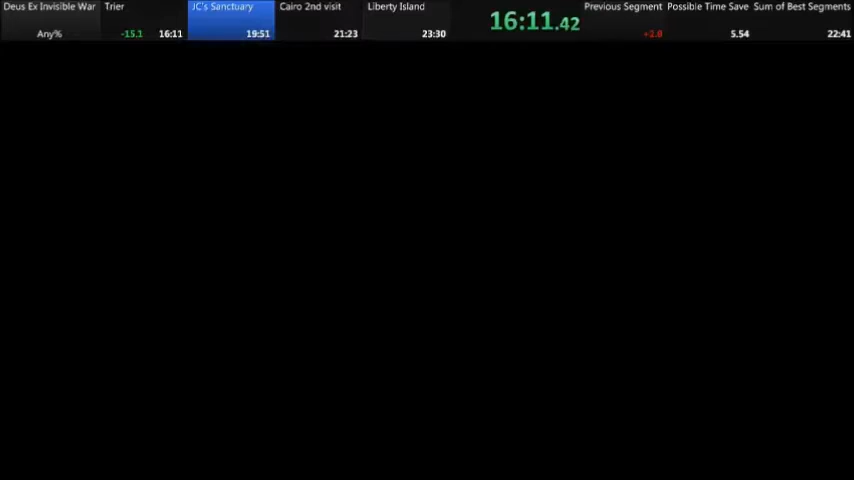 Deus Ex Invisible War Trier JC's Sanctuary Cairo 2nd visit Liberty Island 16:11.42 Previous Segment Possible Time Save Sum of Best Segments
Any% -15.1 16:11 19:51 21:23 23:30 +2.0 5.54 22:41